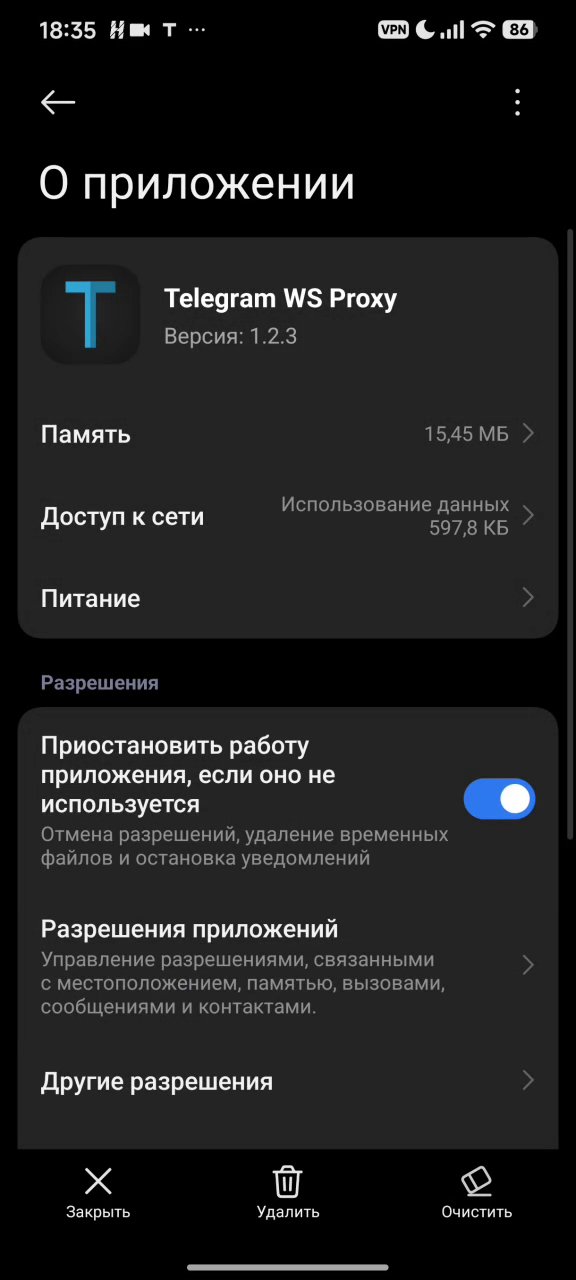 18:35 T ... VPN 86
О приложении
Telegram WS Proxy
Версия: 1.2.3
Память 15,45 МБ
Доступ к сети Использование данных
597,8 КБ
Питание
Разрешения
Приостановить работу
приложения, если оно не
используется
Отмена разрешений, удаление временных
файлов и остановка уведомлений
Разрешения приложений
Управление разрешениями, связанными
с местоположением, памятью, вызовами,
сообщениями и контактами.
Другие разрешения
Закрыть Удалить Очистить